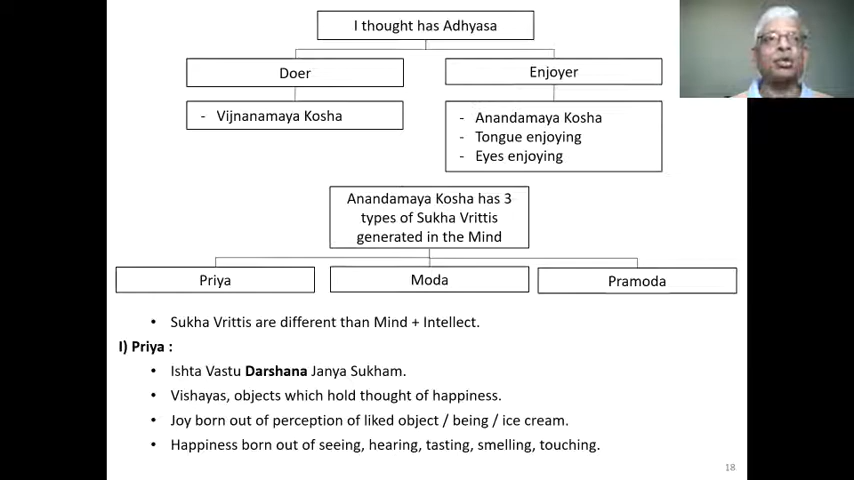 I thought has Adhyasa
Doer
Enjoyer
- Vijnanamaya Kosha
- Anandamaya Kosha
- Tongue enjoying
- Eyes enjoying
Anandamaya Kosha has 3
types of Sukha Vrittis
generated in the Mind
Priya
Moda
Pramoda
• Sukha Vrittis are different than Mind + Intellect.
I) Priya :
• Ishta Vastu Darshana Janya Sukham.
• Vishayas, objects which hold thought of happiness.
• Joy born out of perception of liked object / being / ice cream.
• Happiness born out of seeing, hearing, tasting, smelling, touching.
18